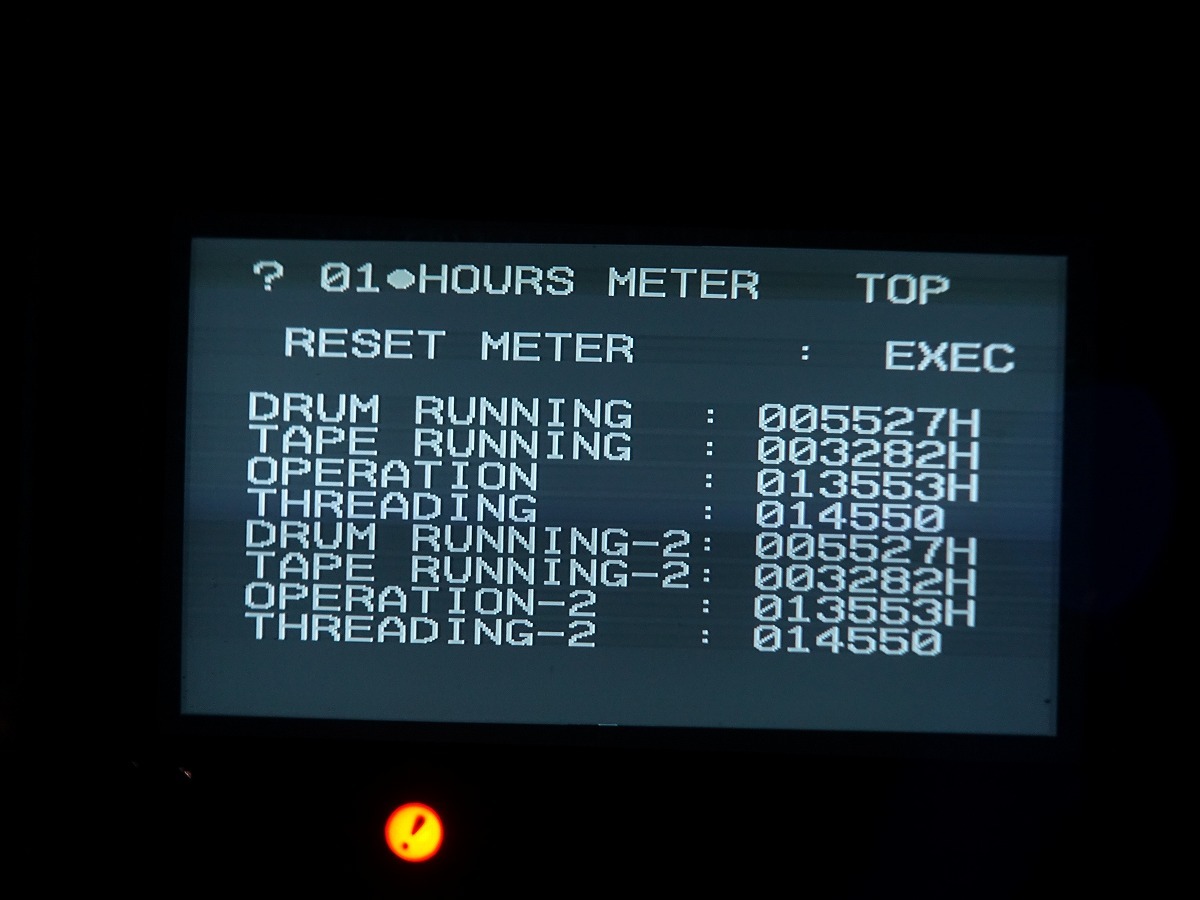 ? 01●HOURS METER TOP
RESET METER : EXEC
DRUM RUNNING : 005527H
TAPE RUNNING : 003282H
OPERATION : 013553H
THREADING : 014550
DRUM RUNNING-2: 005527H
TAPE RUNNING-2: 003282H
OPERATION-2 : 013553H
THREADING-2 : 014550
!